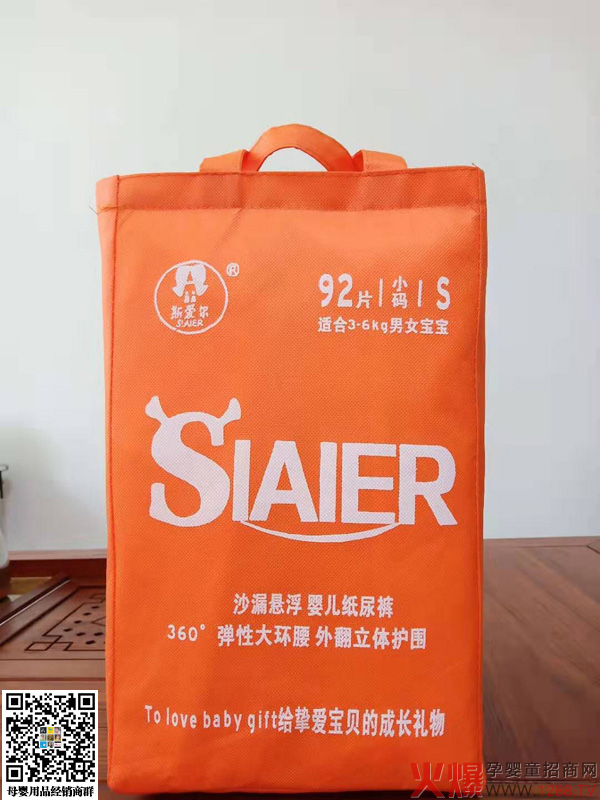 斯爱尔
SIAIER
®
92片 | 小码 | S
适合3-6kg男女宝宝
SIAIER
沙漏悬浮 婴儿纸尿裤
360° 弹性大环腰 外翻立体护围
To love baby gift给挚爱宝贝的成长礼物
母婴用品经销商群
火爆孕婴童招商网